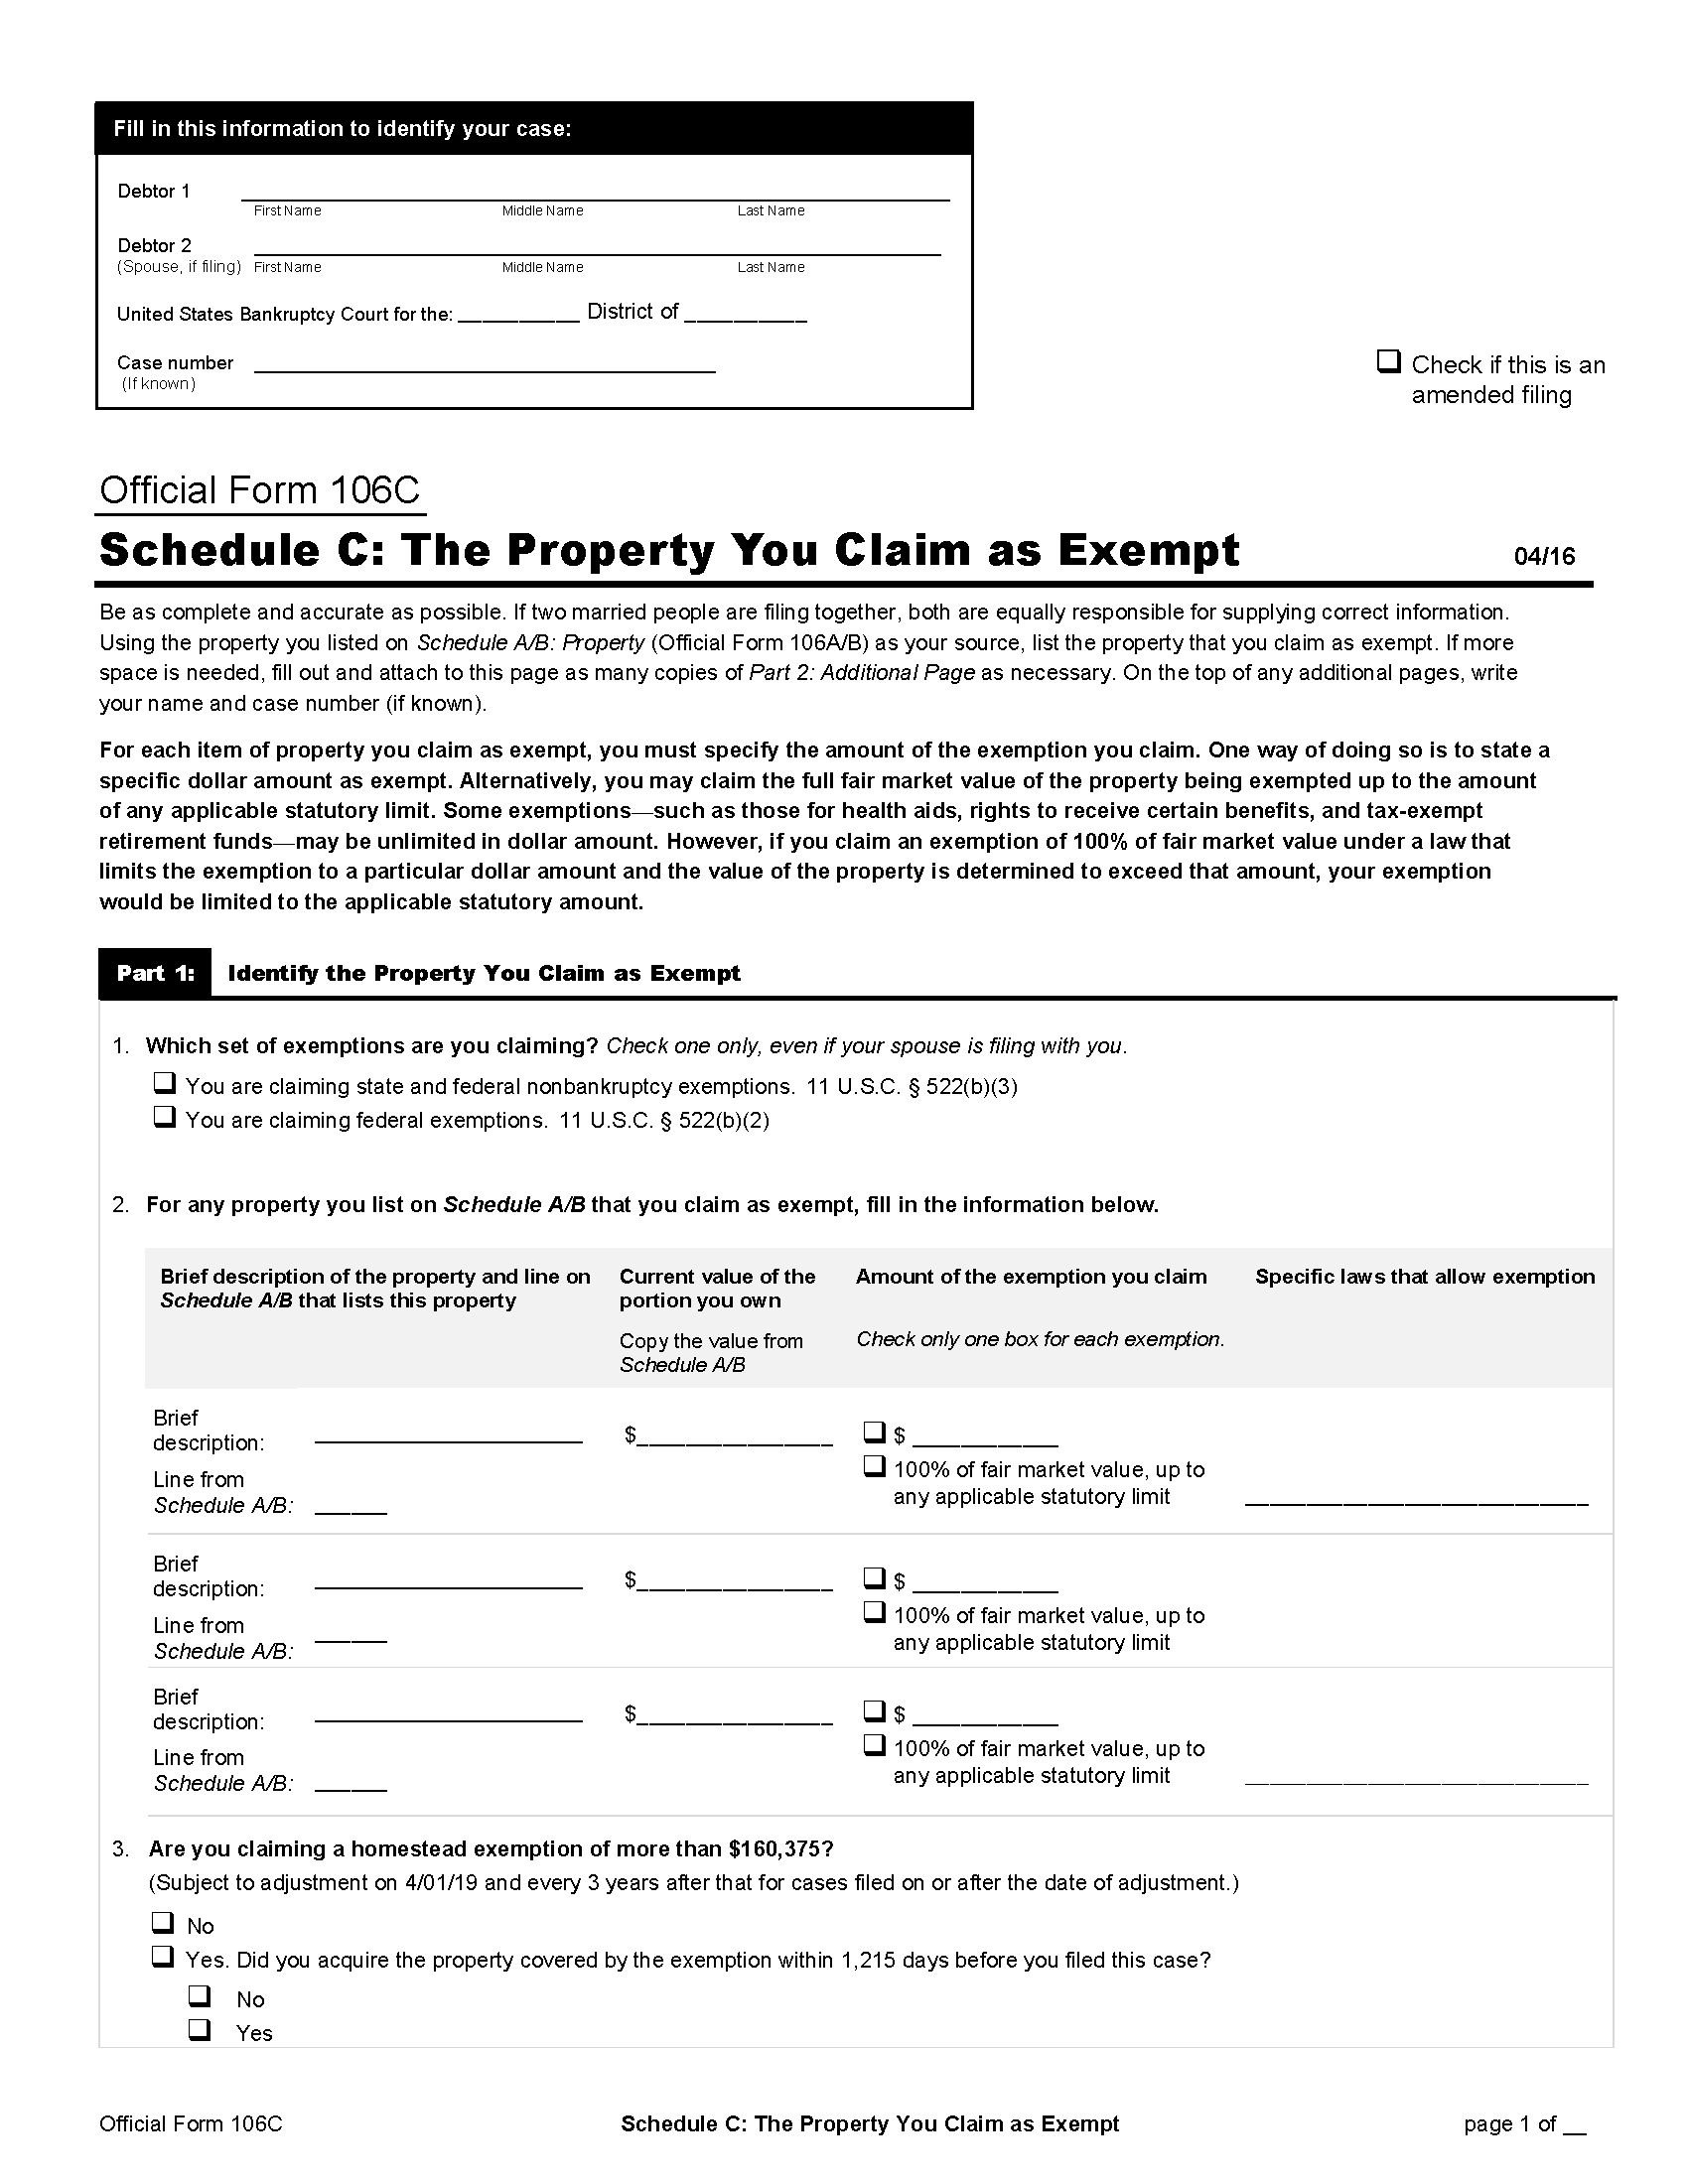 Fill in this information to identify your case:
Debtor 1
First Name Middle Name Last Name
Debtor 2
(Spouse, if filing) First Name Middle Name Last Name
United States Bankruptcy Court for the: __________ District of __________
Case number
(If known)
❑ Check if this is an
amended filing
Official Form 106C
Schedule C: The Property You Claim as Exempt 04/16
Be as complete and accurate as possible. If two married people are filing together, both are equally responsible for supplying correct information.
Using the property you listed on Schedule A/B: Property (Official Form 106A/B) as your source, list the property that you claim as exempt. If more
space is needed, fill out and attach to this page as many copies of Part 2: Additional Page as necessary. On the top of any additional pages, write
your name and case number (if known).
For each item of property you claim as exempt, you must specify the amount of the exemption you claim. One way of doing so is to state a
specific dollar amount as exempt. Alternatively, you may claim the full fair market value of the property being exempted up to the amount
of any applicable statutory limit. Some exemptions—such as those for health aids, rights to receive certain benefits, and tax-exempt
retirement funds—may be unlimited in dollar amount. However, if you claim an exemption of 100% of fair market value under a law that
limits the exemption to a particular dollar amount and the value of the property is determined to exceed that amount, your exemption
would be limited to the applicable statutory amount.
Part 1: Identify the Property You Claim as Exempt
1. Which set of exemptions are you claiming? Check one only, even if your spouse is filing with you.
❑ You are claiming state and federal nonbankruptcy exemptions. 11 U.S.C. § 522(b)(3)
❑ You are claiming federal exemptions. 11 U.S.C. § 522(b)(2)
2. For any property you list on Schedule A/B that you claim as exempt, fill in the information below.
Brief description of the property and line on Current value of the Amount of the exemption you claim Specific laws that allow exemption
Schedule A/B that lists this property portion you own
Copy the value from Check only one box for each exemption.
Schedule A/B
Brief
description: $________________ ❑ $ ____________
Line from ❑ 100% of fair market value, up to
Schedule A/B: ______ any applicable statutory limit ____________________________
Brief
description: $________________ ❑ $ ____________
Line from ❑ 100% of fair market value, up to
Schedule A/B: ______ any applicable statutory limit
Brief
description: $________________ ❑ $ ____________
Line from ❑ 100% of fair market value, up to
Schedule A/B: ______ any applicable statutory limit ____________________________
3. Are you claiming a homestead exemption of more than $160,375?
(Subject to adjustment on 4/01/19 and every 3 years after that for cases filed on or after the date of adjustment.)
❑ No
❑ Yes. Did you acquire the property covered by the exemption within 1,215 days before you filed this case?
❑ No
❑ Yes
Official Form 106C Schedule C: The Property You Claim as Exempt page 1 of __